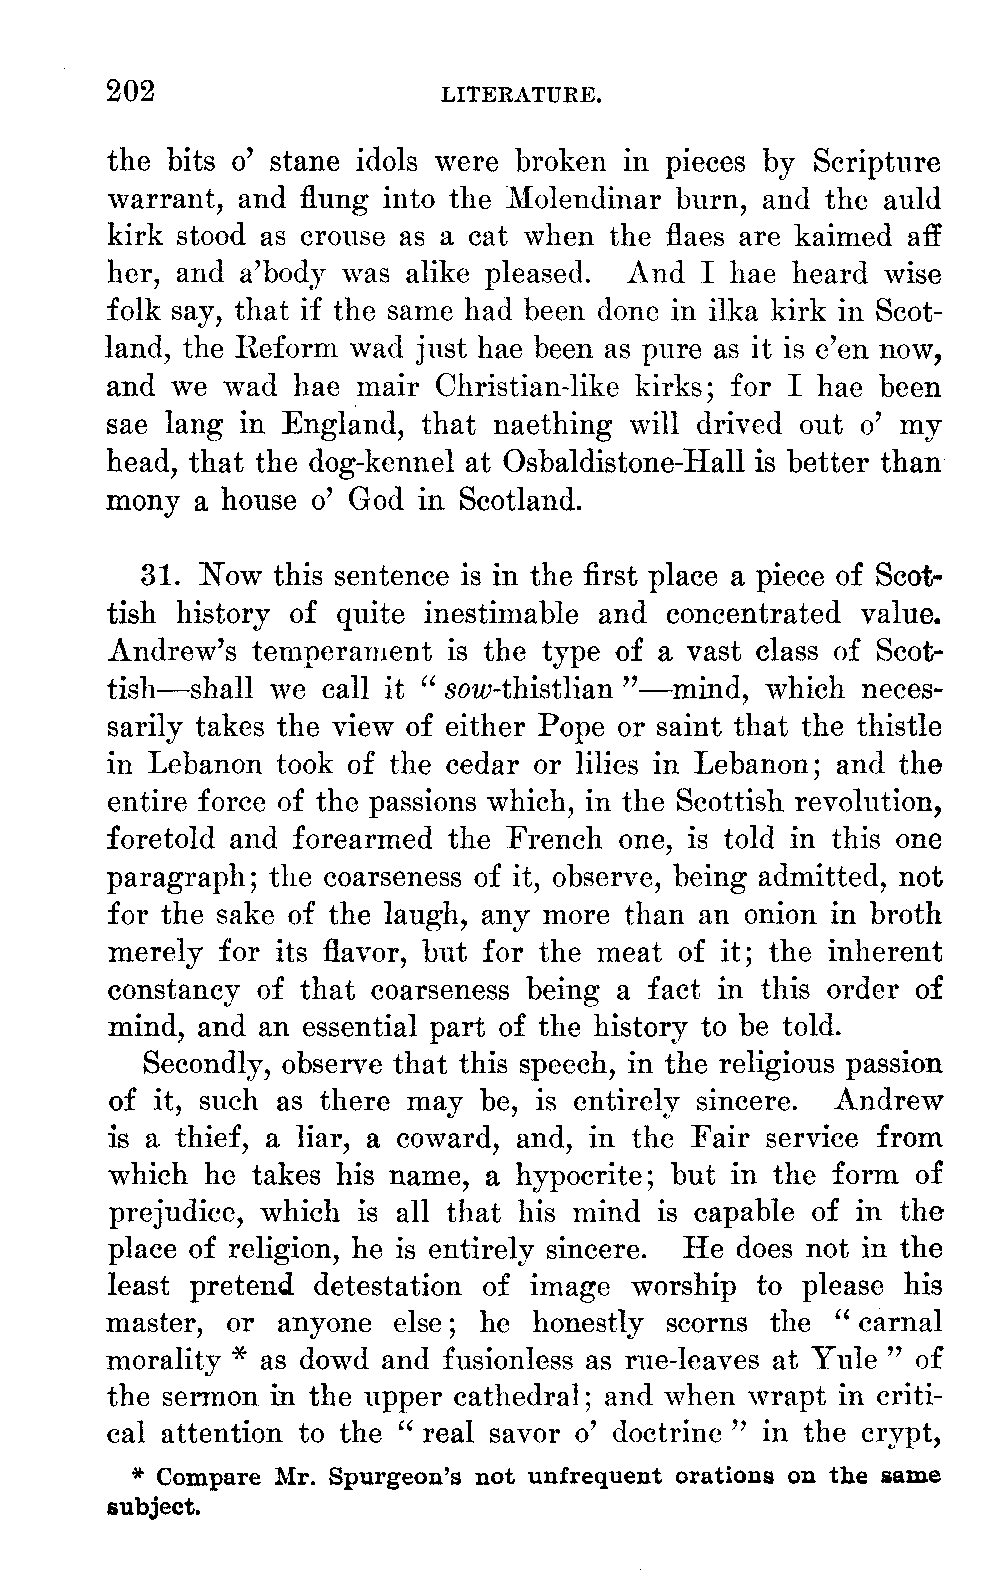 202 LITERATURE.
the bits o' stane idols were broken in pieces by Scripture
warrant, and flung into the Molendinar burn, and the auld
kirk stood as crouse as a cat when the flaes are kaimed aff
her, and a'body was alike pleased. And I hae heard wise
folk say, that if the same had been done in ilka kirk in Scot-
land, the Reform wad just hae been as pure as it is e'en now,
and we wad hae mair Christian-like kirks; for I hae been
sae lang in England, that naething will drived out o' my
head, that the dog-kennel at Osbaldistone-Hall is better than
mony a house o' God in Scotland.
31. Now this sentence is in the first place a piece of Scot-
tish history of quite inestimable and concentrated value.
Andrew's temperament is the type of a vast class of Scot-
tish—shall we call it "sow-thistlian"—mind, which neces-
sarily takes the view of either Pope or saint that the thistle
in Lebanon took of the cedar or lilies in Lebanon; and the
entire force of the passions which, in the Scottish revolution,
foretold and forearmed the French one, is told in this one
paragraph; the coarseness of it, observe, being admitted, not
for the sake of the laugh, any more than an onion in broth
merely for its flavor, but for the meat of it; the inherent
constancy of that coarseness being a fact in this order of
mind, and an essential part of the history to be told.
Secondly, observe that this speech, in the religious passion
of it, such as there may be, is entirely sincere. Andrew
is a thief, a liar, a coward, and, in the Fair service from
which he takes his name, a hypocrite; but in the form of
prejudice, which is all that his mind is capable of in the
place of religion, he is entirely sincere. He does not in the
least pretend detestation of image worship to please his
master, or anyone else; he honestly scorns the "carnal
morality * as dowd and fusionless as rue-leaves at Yule" of
the sermon in the upper cathedral; and when wrapt in criti-
cal attention to the "real savor o' doctrine" in the crypt,
* Compare Mr. Spurgeon's not unfrequent orations on the same
subject.